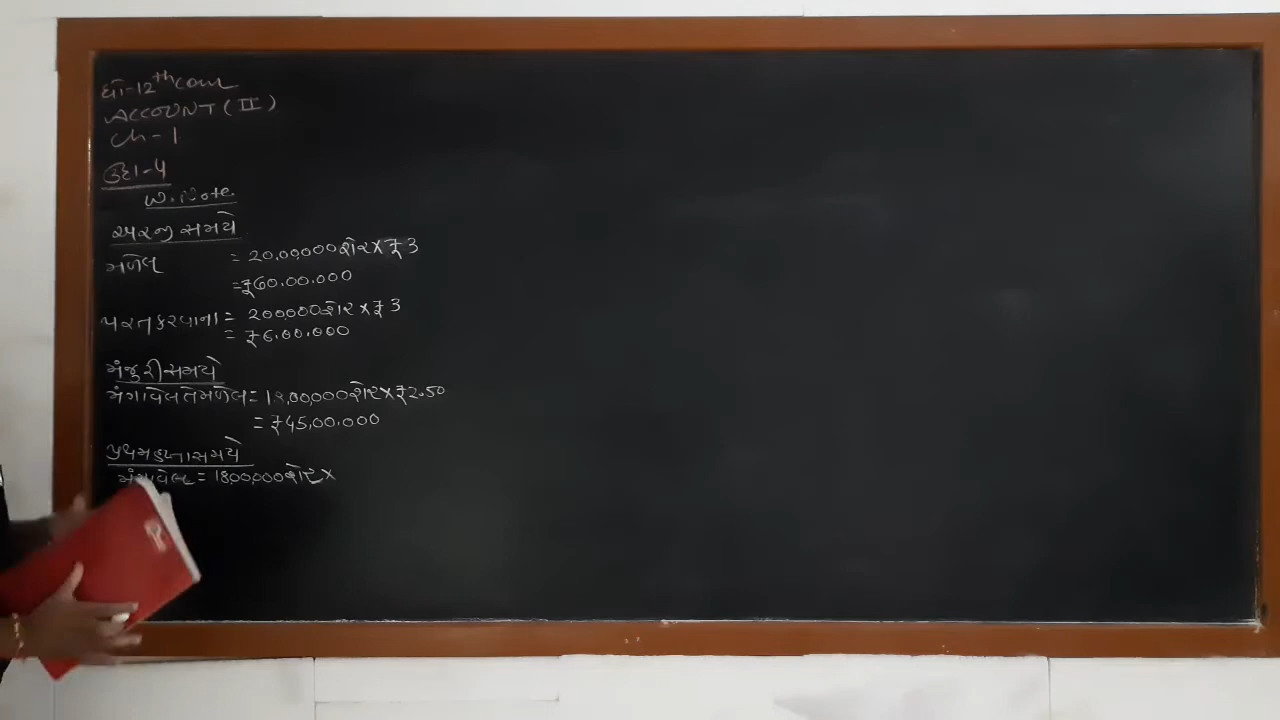 ધો-12th com
ACCOUNT (II)
Ch - 1
ઉદા-4
W. Note.
અરજી સમયે
મળેલ = 20,00,000 શેર × ₹ 3
= ₹ 60,00,000
પરત કરવાના = 200000 શેર × ₹ 3
= ₹ 6,00,000
મંજુરી સમયે
મંગાવેલ તે મળેલ = 18,00,000 શેર × ₹ 2.50
= ₹ 45,00,000
પ્રથમ હપ્તા સમયે
મંગાવેલ = 18,00,000 શેર ×